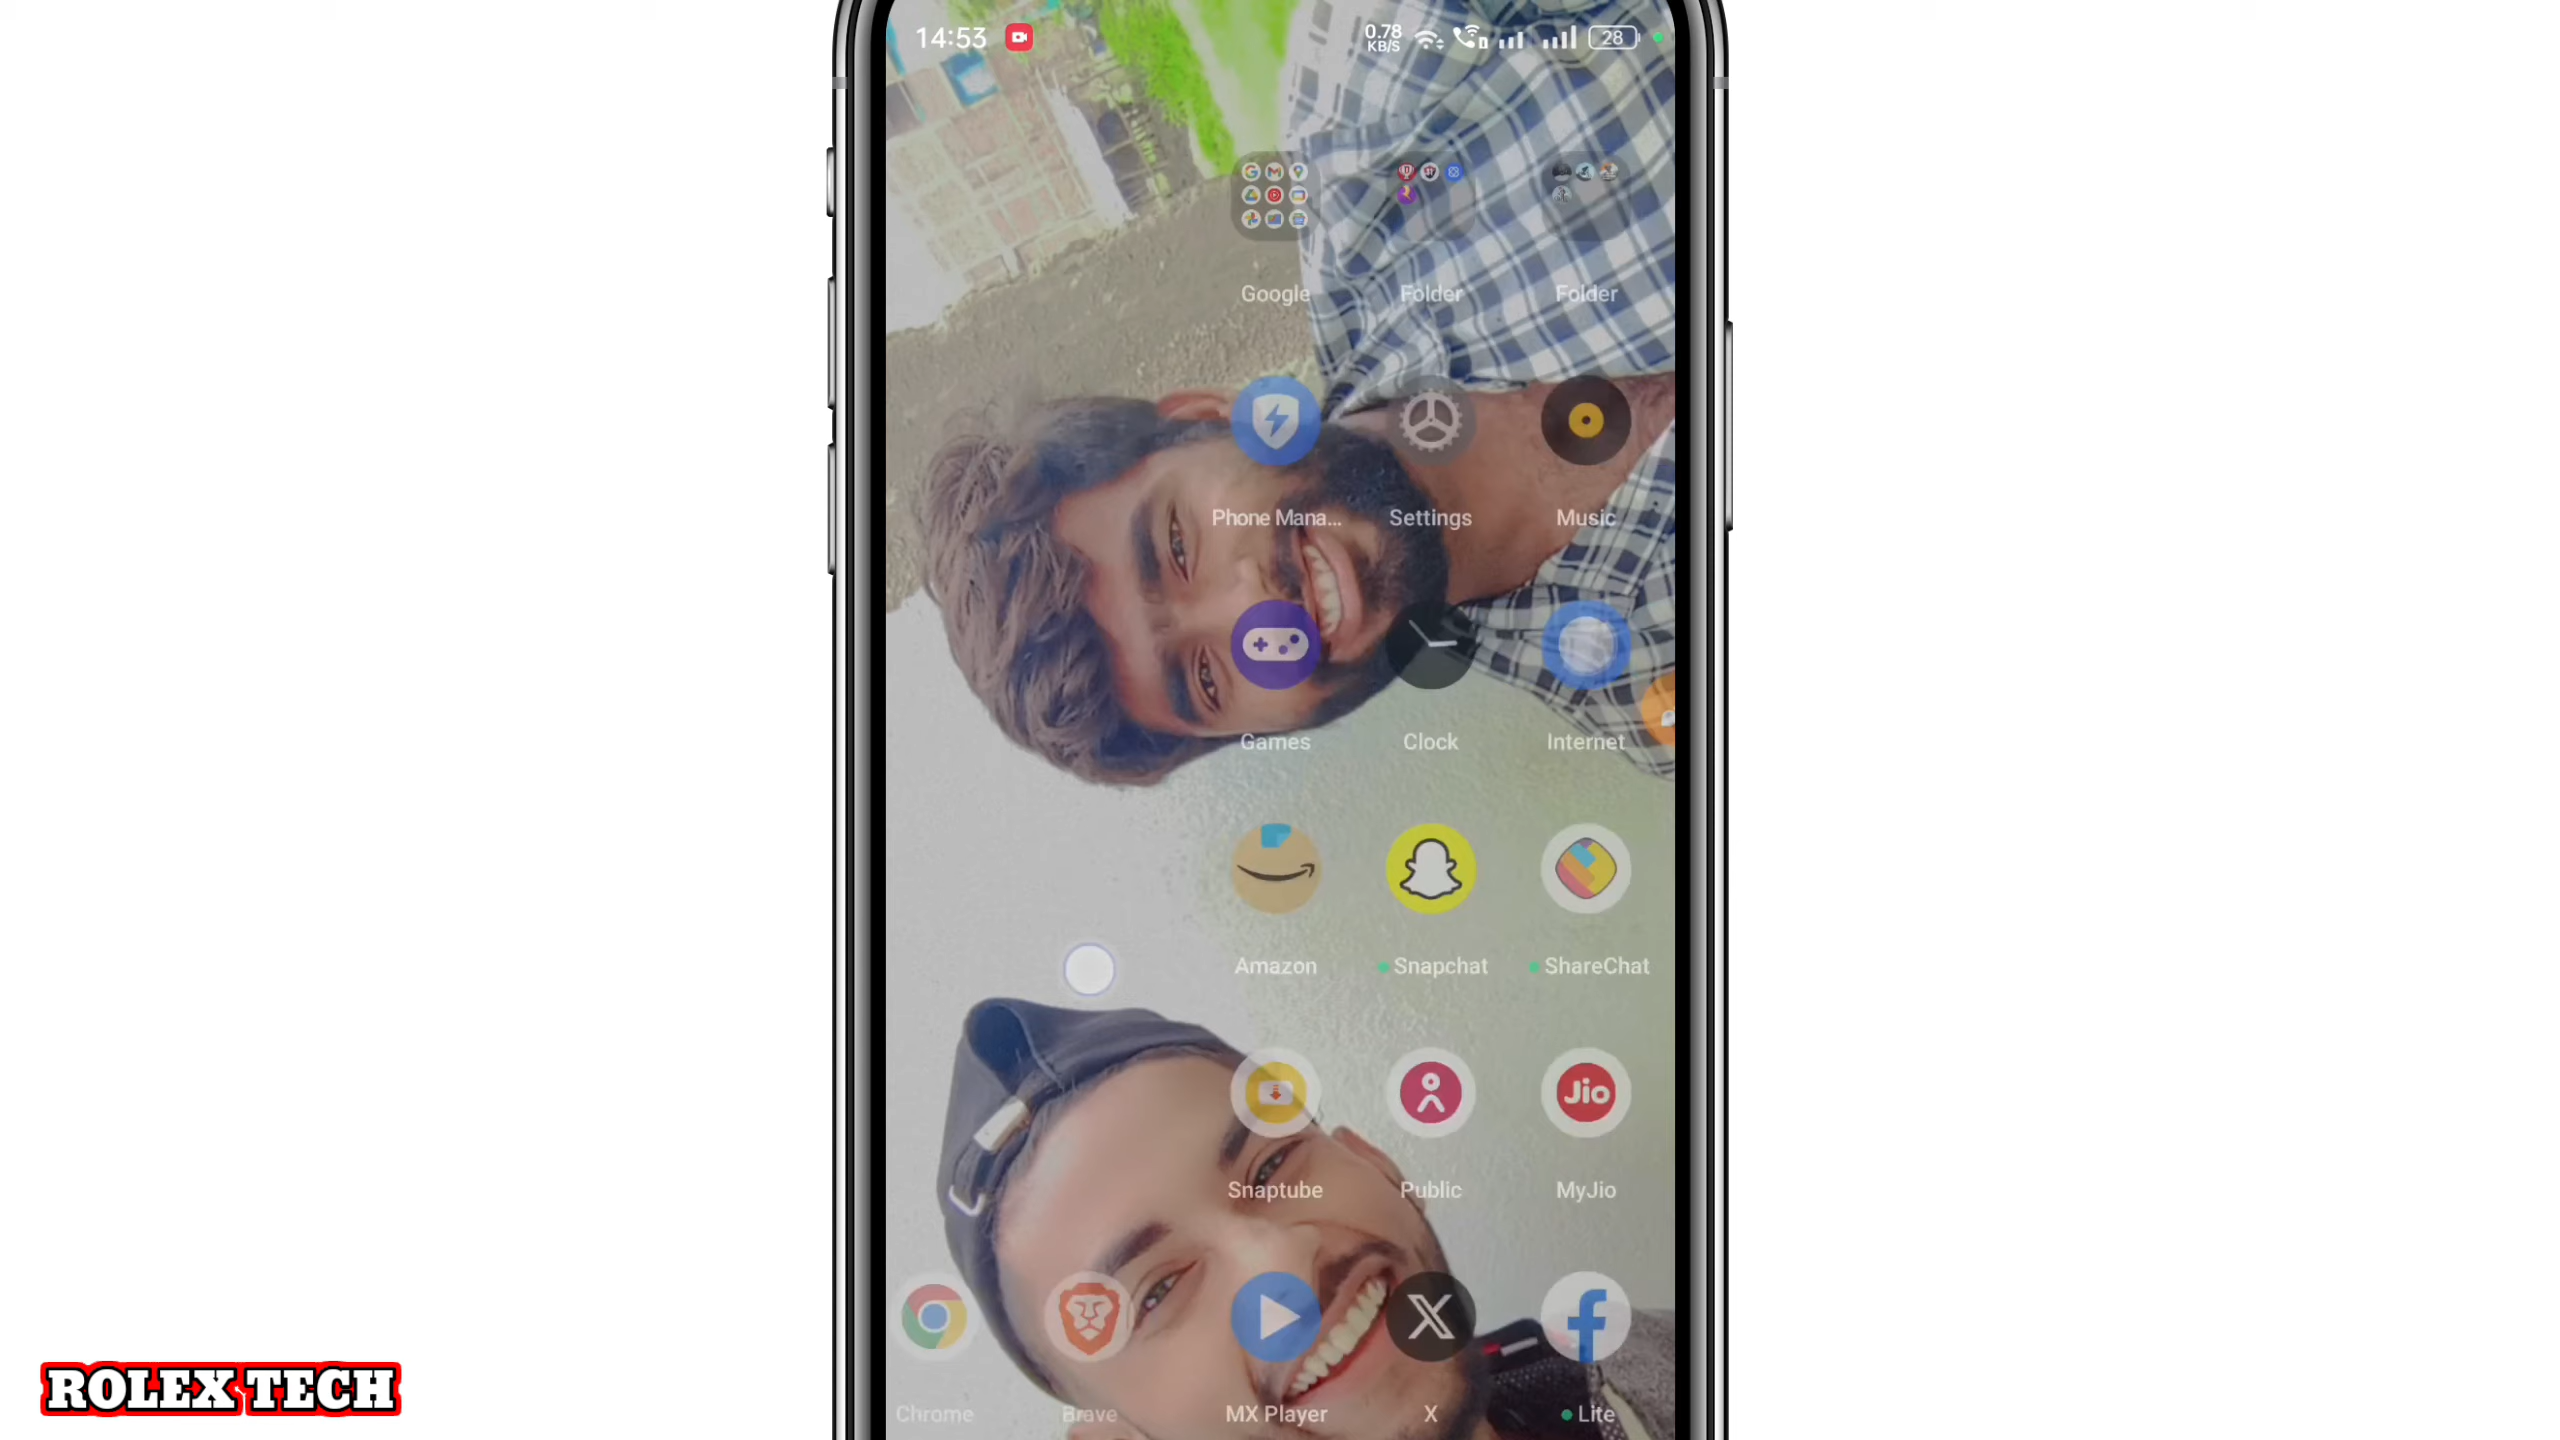 14:53 0.78 KB/S 28
Google Folder Folder
Phone Mana... Settings Music
Games Clock Internet
Amazon Snapchat ShareChat
Jio
Snaptube Public MyJio
Chrome Brave MX Player X Lite
ROLEX TECH